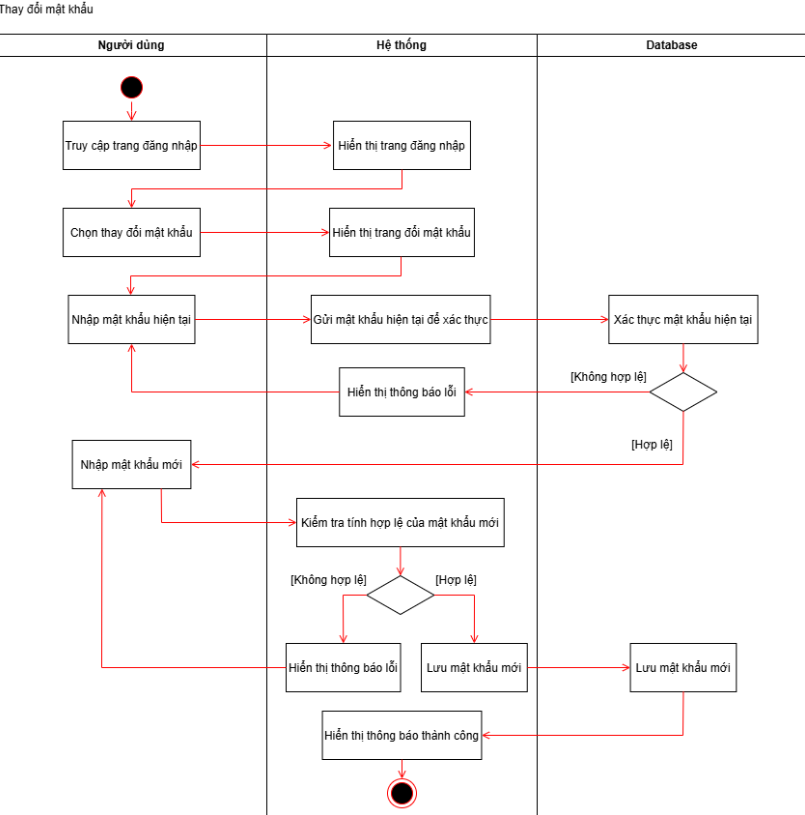 Thay đổi mật khẩu
Người dùng
Hệ thống
Database
Truy cập trang đăng nhập
Hiển thị trang đăng nhập
Chọn thay đổi mật khẩu
Hiển thị trang đổi mật khẩu
Nhập mật khẩu hiện tại
Gửi mật khẩu hiện tại để xác thực
Xác thực mật khẩu hiện tại
[Không hợp lệ]
Hiển thị thông báo lỗi
[Hợp lệ]
Nhập mật khẩu mới
Kiểm tra tính hợp lệ của mật khẩu mới
[Không hợp lệ]
[Hợp lệ]
Hiển thị thông báo lỗi
Lưu mật khẩu mới
Lưu mật khẩu mới
Hiển thị thông báo thành công